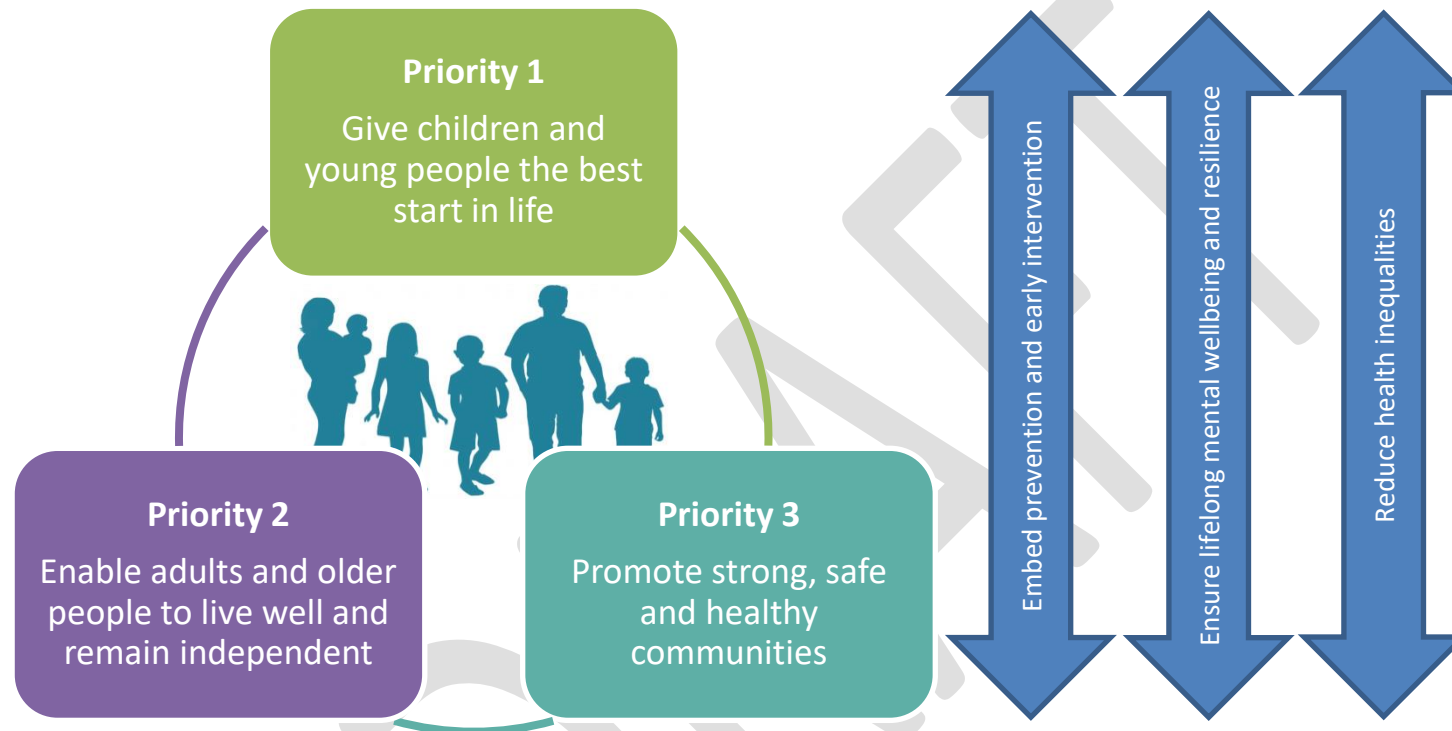 Priority 1
Give children and
young people the best
start in life
Priority 2
Enable adults and older
people to live well and
remain independent
Priority 3
Promote strong, safe
and healthy
communities
Embed prevention and early intervention
Ensure lifelong mental wellbeing and resilience
Reduce health inequalities
DRAFT